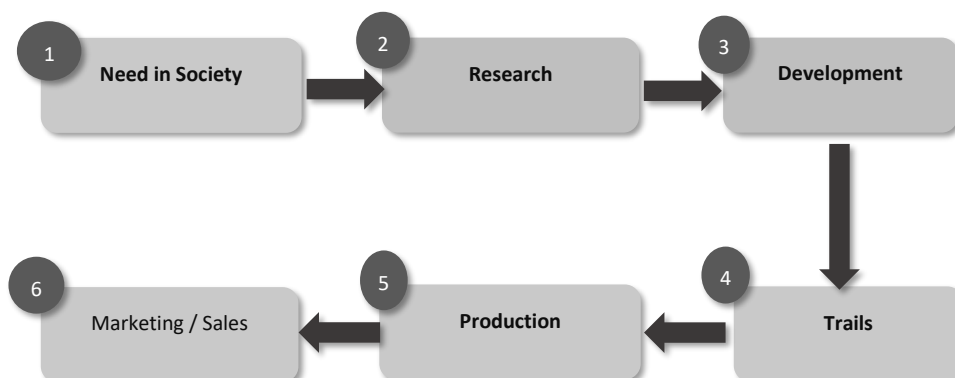 1
Need in Society
2
Research
3
Development
4
Trails
5
Production
6
Marketing / Sales